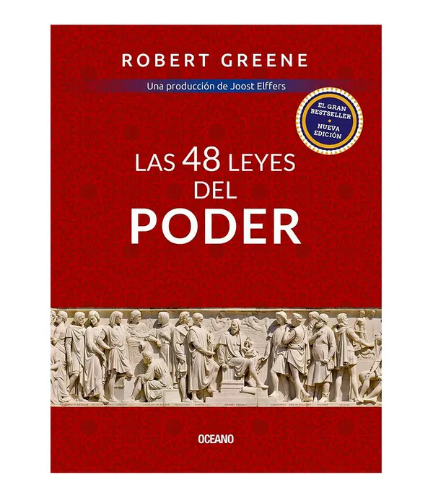 ROBERT GREENE
Una producción de Joost Elffers
EL GRAN
BESTSELLER
•
NUEVA
EDICIÓN
LAS 48 LEYES
DEL
PODER
OCEANO